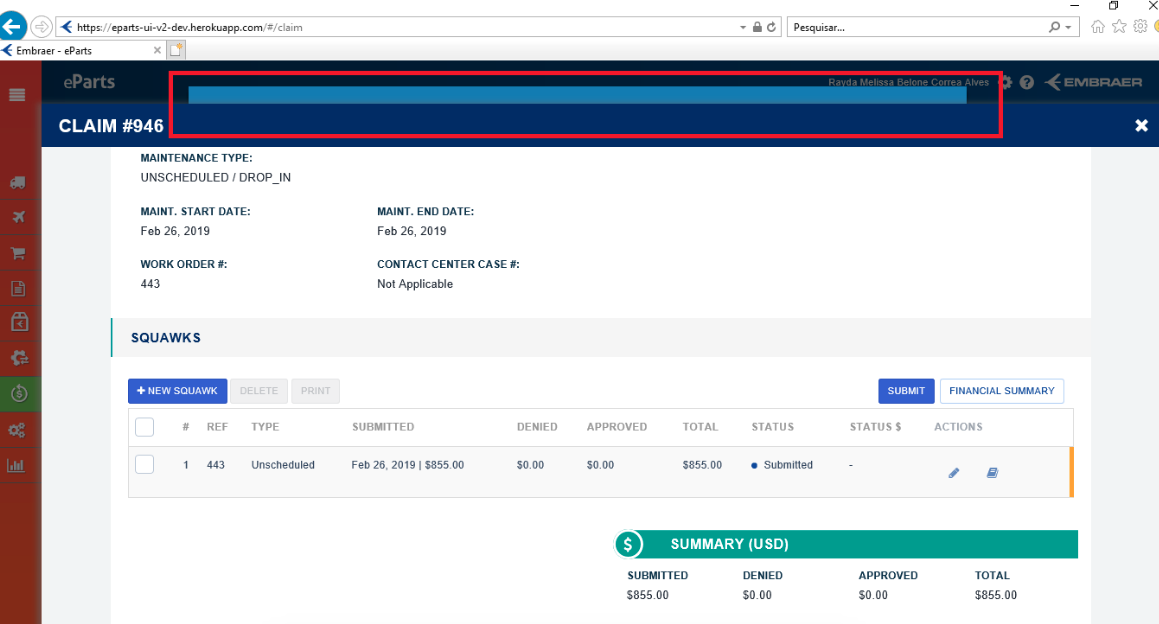 https://eparts-ui-v2-dev.herokuapp.com/#/claim
Pesquisar...
Embraer - eParts
eParts
Rayda Melissa Belone Correa Alves
EMBRAER
CLAIM #946
MAINTENANCE TYPE:
UNSCHEDULED / DROP_IN
MAINT. START DATE: MAINT. END DATE:
Feb 26, 2019 Feb 26, 2019
WORK ORDER #: CONTACT CENTER CASE #:
443 Not Applicable
SQUAWKS
+ NEW SQUAWK DELETE PRINT SUBMIT FINANCIAL SUMMARY
# REF TYPE SUBMITTED DENIED APPROVED TOTAL STATUS STATUS $ ACTIONS
1 443 Unscheduled Feb 26, 2019 | $855.00 $0.00 $0.00 $855.00 Submitted -
$ SUMMARY (USD)
SUBMITTED DENIED APPROVED TOTAL
$855.00 $0.00 $0.00 $855.00